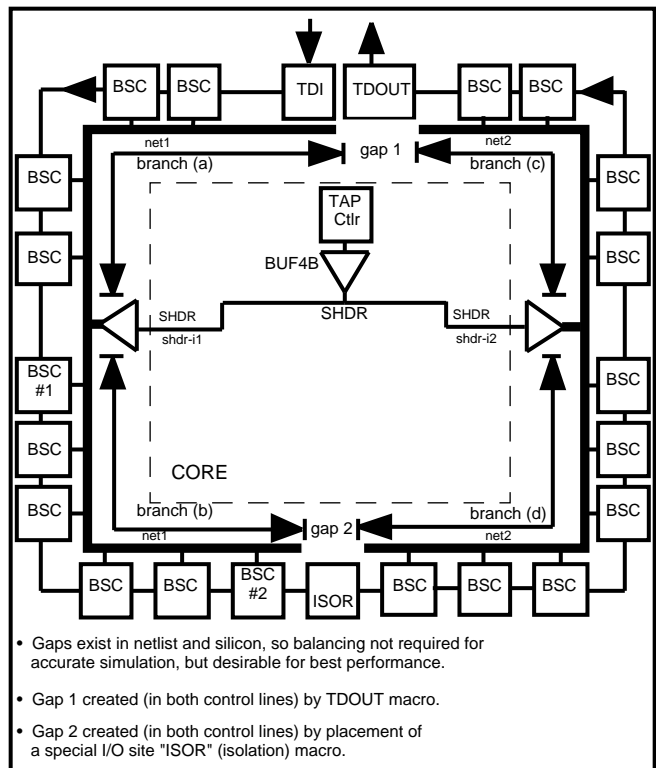 BSC BSC TDI TDOUT BSC BSC
net1 gap 1 net2
branch (a) branch (c)
BSC BSC
TAP
Ctlr
BSC BSC
BUF4B
SHDR SHDR SHDR
shdr-i1 shdr-i2
BSC
#1
BSC
BSC BSC
CORE
BSC BSC
branch (b) gap 2 branch (d)
net1 net2
BSC BSC BSC
#2
ISOR BSC BSC BSC
• Gaps exist in netlist and silicon, so balancing not required for
accurate simulation, but desirable for best performance.
• Gap 1 created (in both control lines) by TDOUT macro.
• Gap 2 created (in both control lines) by placement of
a special I/O site "ISOR" (isolation) macro.